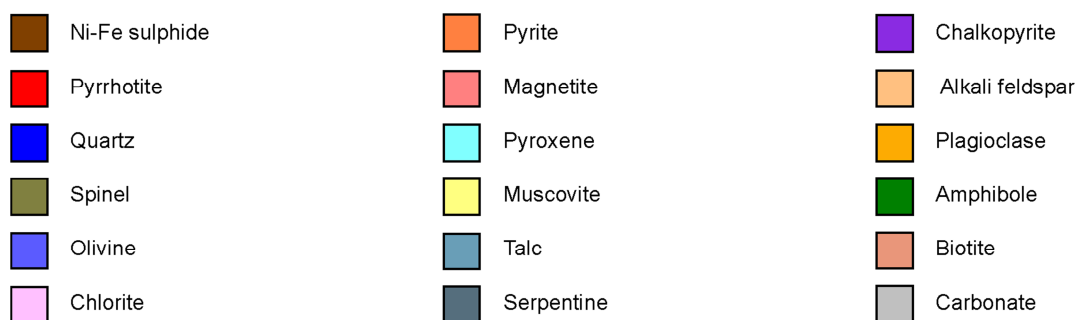 Ni-Fe sulphide
Pyrite
Chalkopyrite
Pyrrhotite
Magnetite
Alkali feldspar
Quartz
Pyroxene
Plagioclase
Spinel
Muscovite
Amphibole
Olivine
Talc
Biotite
Chlorite
Serpentine
Carbonate